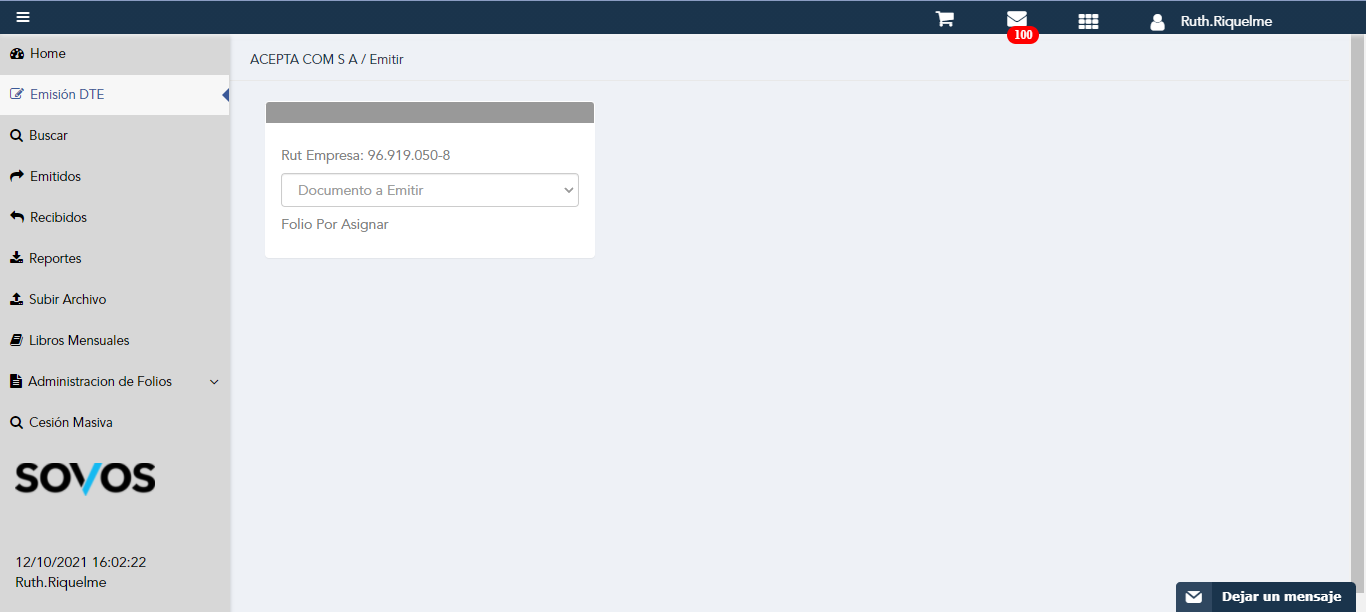 Ruth.Riquelme
100
Home
Emisión DTE
Buscar
Emitidos
Recibidos
Reportes
Subir Archivo
Libros Mensuales
Administracion de Folios
Cesión Masiva
SOVOS
12/10/2021 16:02:22
Ruth.Riquelme
ACEPTA COM S A / Emitir
Rut Empresa: 96.919.050-8
Documento a Emitir
Folio Por Asignar
Dejar un mensaje